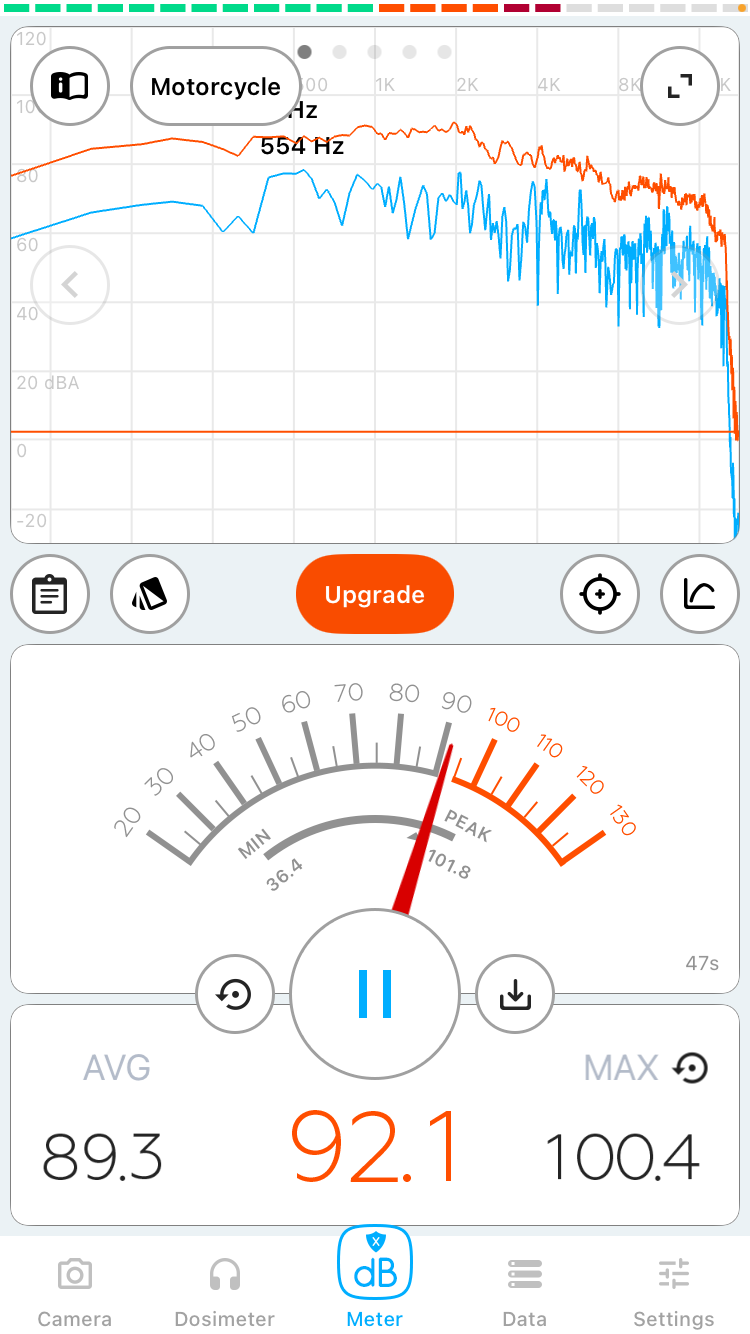 120
Motorcycle
500 1K 2K 4K 8K K
10
Hz
554 Hz
80
60
40
20 dBA
0
-20
Upgrade
20 30 40 50 60 70 80 90 100 110 120 130
MIN PEAK
36.4 101.8
47s
AVG MAX
89.3 92.1 100.4
X
dB
Camera Dosimeter Meter Data Settings